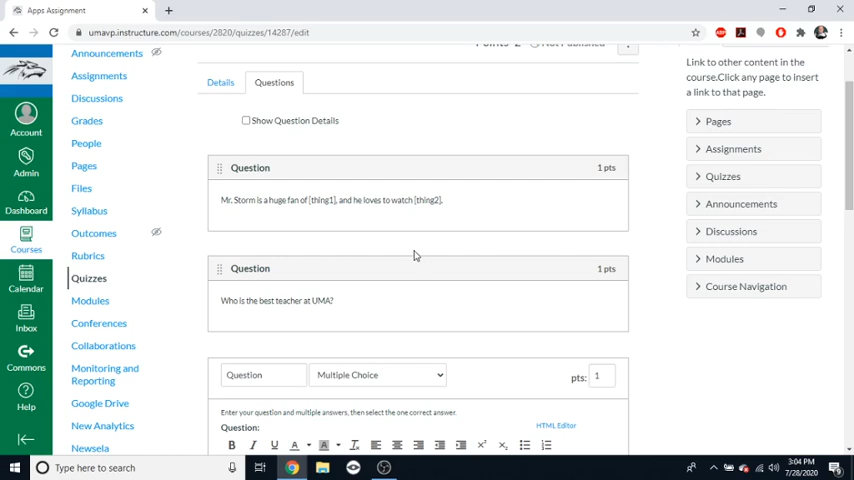 Apps Assignment
umavp.instructure.com/courses/2820/quizzes/14287/edit
ABP
Account
Admin
Dashboard
Courses
Calendar
Inbox
Commons
Help
Announcements
Assignments
Discussions
Grades
People
Pages
Files
Syllabus
Outcomes
Rubrics
Quizzes
Modules
Conferences
Collaborations
Monitoring and
Reporting
Google Drive
New Analytics
Newsela
Points 2 Not Published
Details
Questions
Show Question Details
Question 1 pts
Mr. Storm is a huge fan of [thing1], and he loves to watch [thing2].
Question 1 pts
Who is the best teacher at UMA?
Question Multiple Choice pts: 1
Enter your question and multiple answers, then select the one correct answer.
Question:
HTML Editor
B I U A A
Link to other content in the
course.Click any page to insert
a link to that page.
Pages
Assignments
Quizzes
Announcements
Discussions
Modules
Course Navigation
Type here to search
3:04 PM
7/28/2020